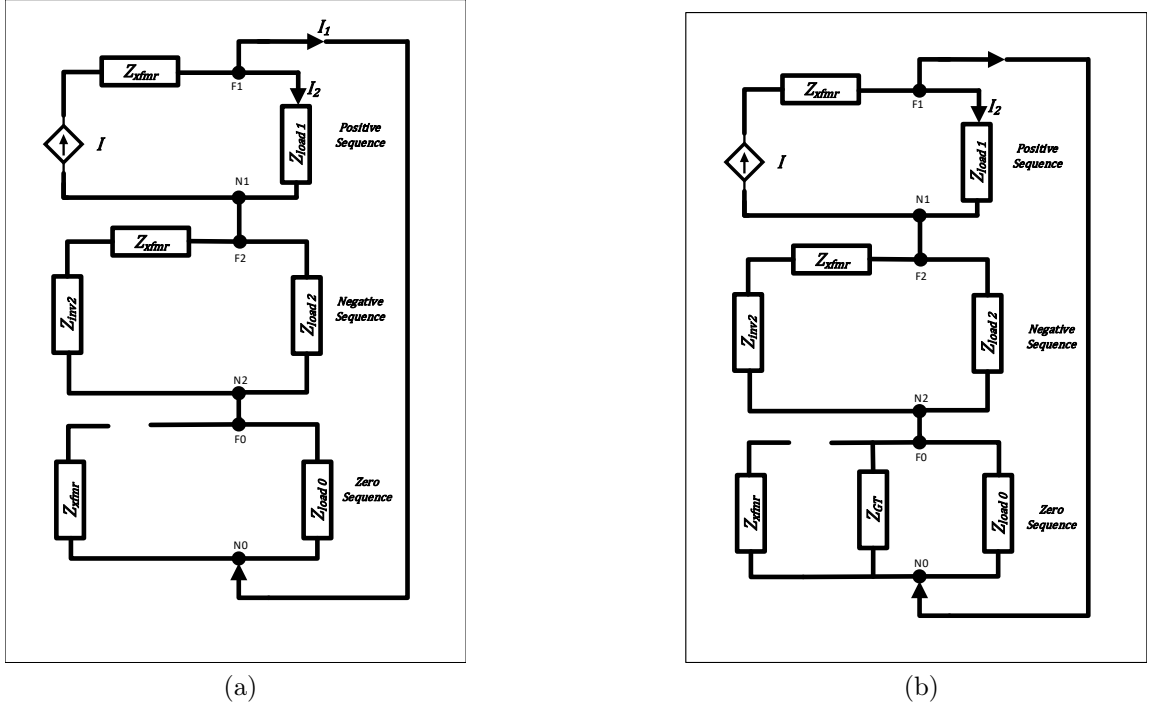 I1
Zxfmr
F1
I2
I
Zload 1
Positive
Sequence
N1
Zxfmr
F2
Zinv2
Zload 2
Negative
Sequence
N2
F0
Zxfmr
Zload 0
Zero
Sequence
N0
(a)
Zxfmr
F1
I2
I
Zload 1
Positive
Sequence
N1
Zxfmr
F2
Zinv2
Zload 2
Negative
Sequence
N2
F0
Zxfmr
ZGT
Zload 0
Zero
Sequence
N0
(b)